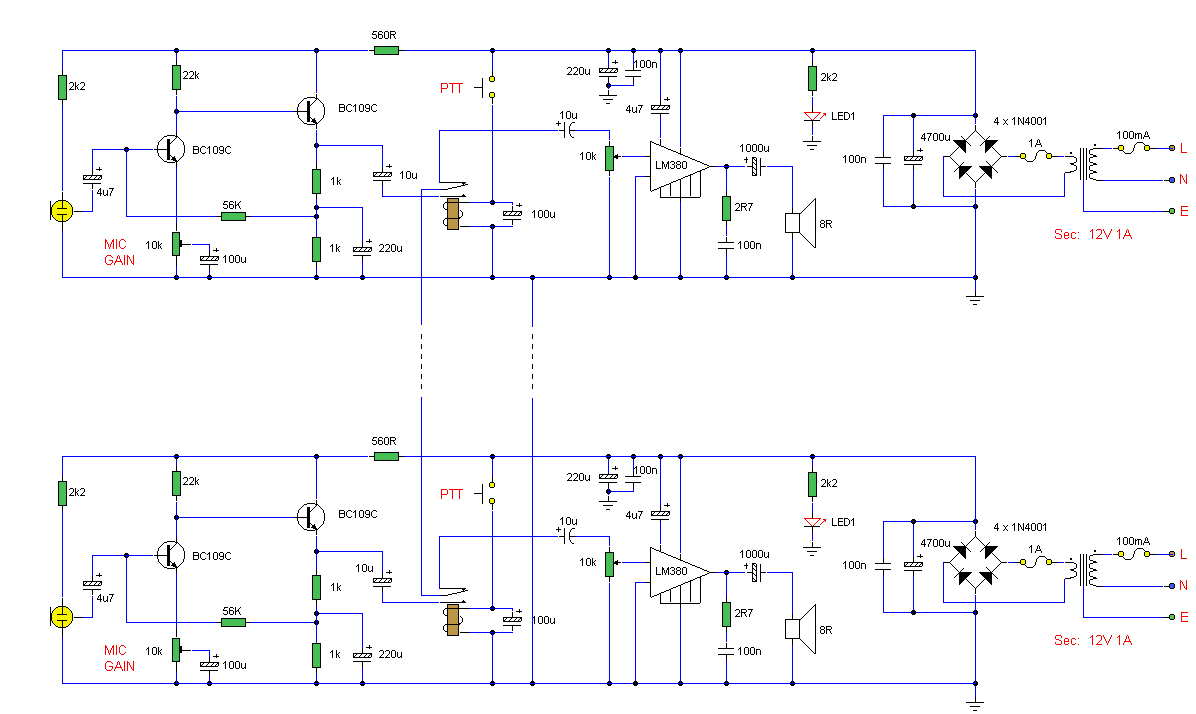 560R
2k2
22k
BC109C
BC109C
4u7
56K
1k
1k
10u
220u
10k
MIC
GAIN
100u
PTT
100u
10u
10k
220u
100n
4u7
LM380
1000u
2R7
100n
8R
2k2
LED1
100n
4700u
4 x 1N4001
1A
100mA
L
N
E
Sec: 12V 1A
560R
2k2
22k
BC109C
BC109C
4u7
56K
1k
1k
10u
220u
10k
MIC
GAIN
100u
PTT
100u
10u
10k
220u
100n
4u7
LM380
1000u
2R7
100n
8R
2k2
LED1
100n
4700u
4 x 1N4001
1A
100mA
L
N
E
Sec: 12V 1A